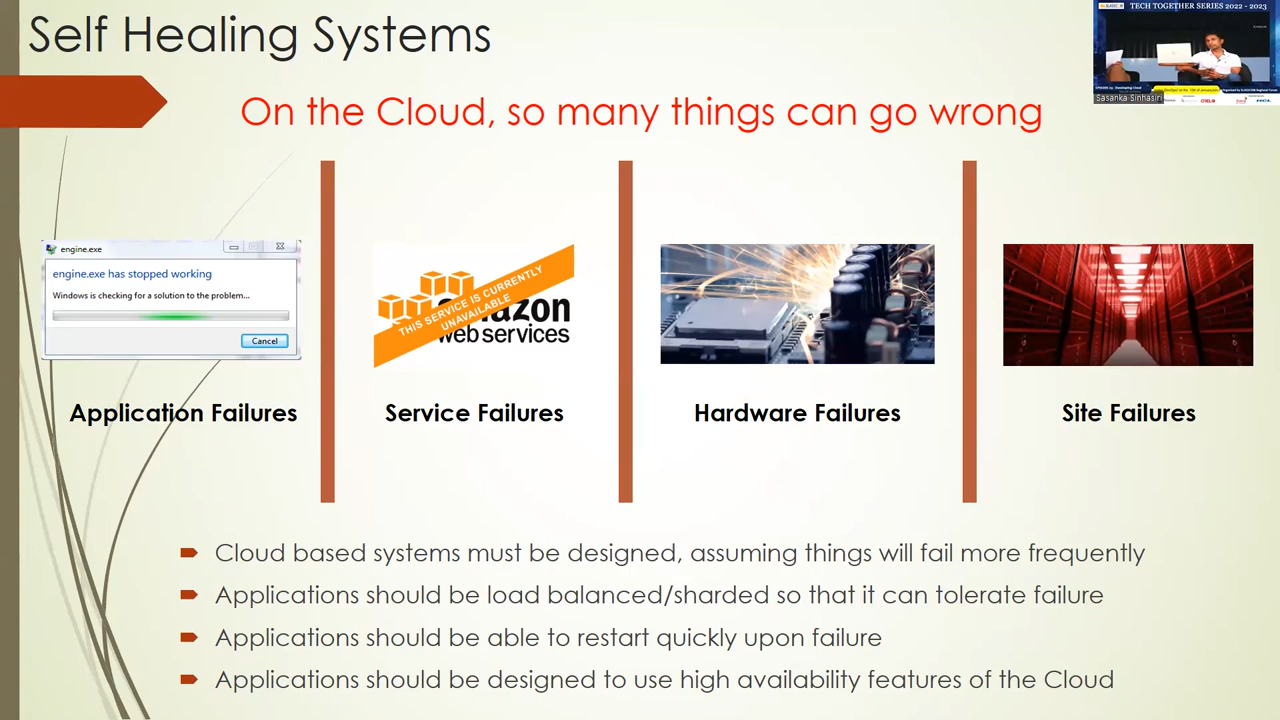 Self Healing Systems
TECH TOGETHER SERIES 2022 - 2023
Sasanka Sinhasiri
On the Cloud, so many things can go wrong
engine.exe
engine.exe has stopped working
Windows is checking for a solution to the problem...
Cancel
THIS SERVICE IS CURRENTLY
UNAVAILABLE
web services
Application Failures
Service Failures
Hardware Failures
Site Failures
Cloud based systems must be designed, assuming things will fail more frequently
Applications should be load balanced/sharded so that it can tolerate failure
Applications should be able to restart quickly upon failure
Applications should be designed to use high availability features of the Cloud